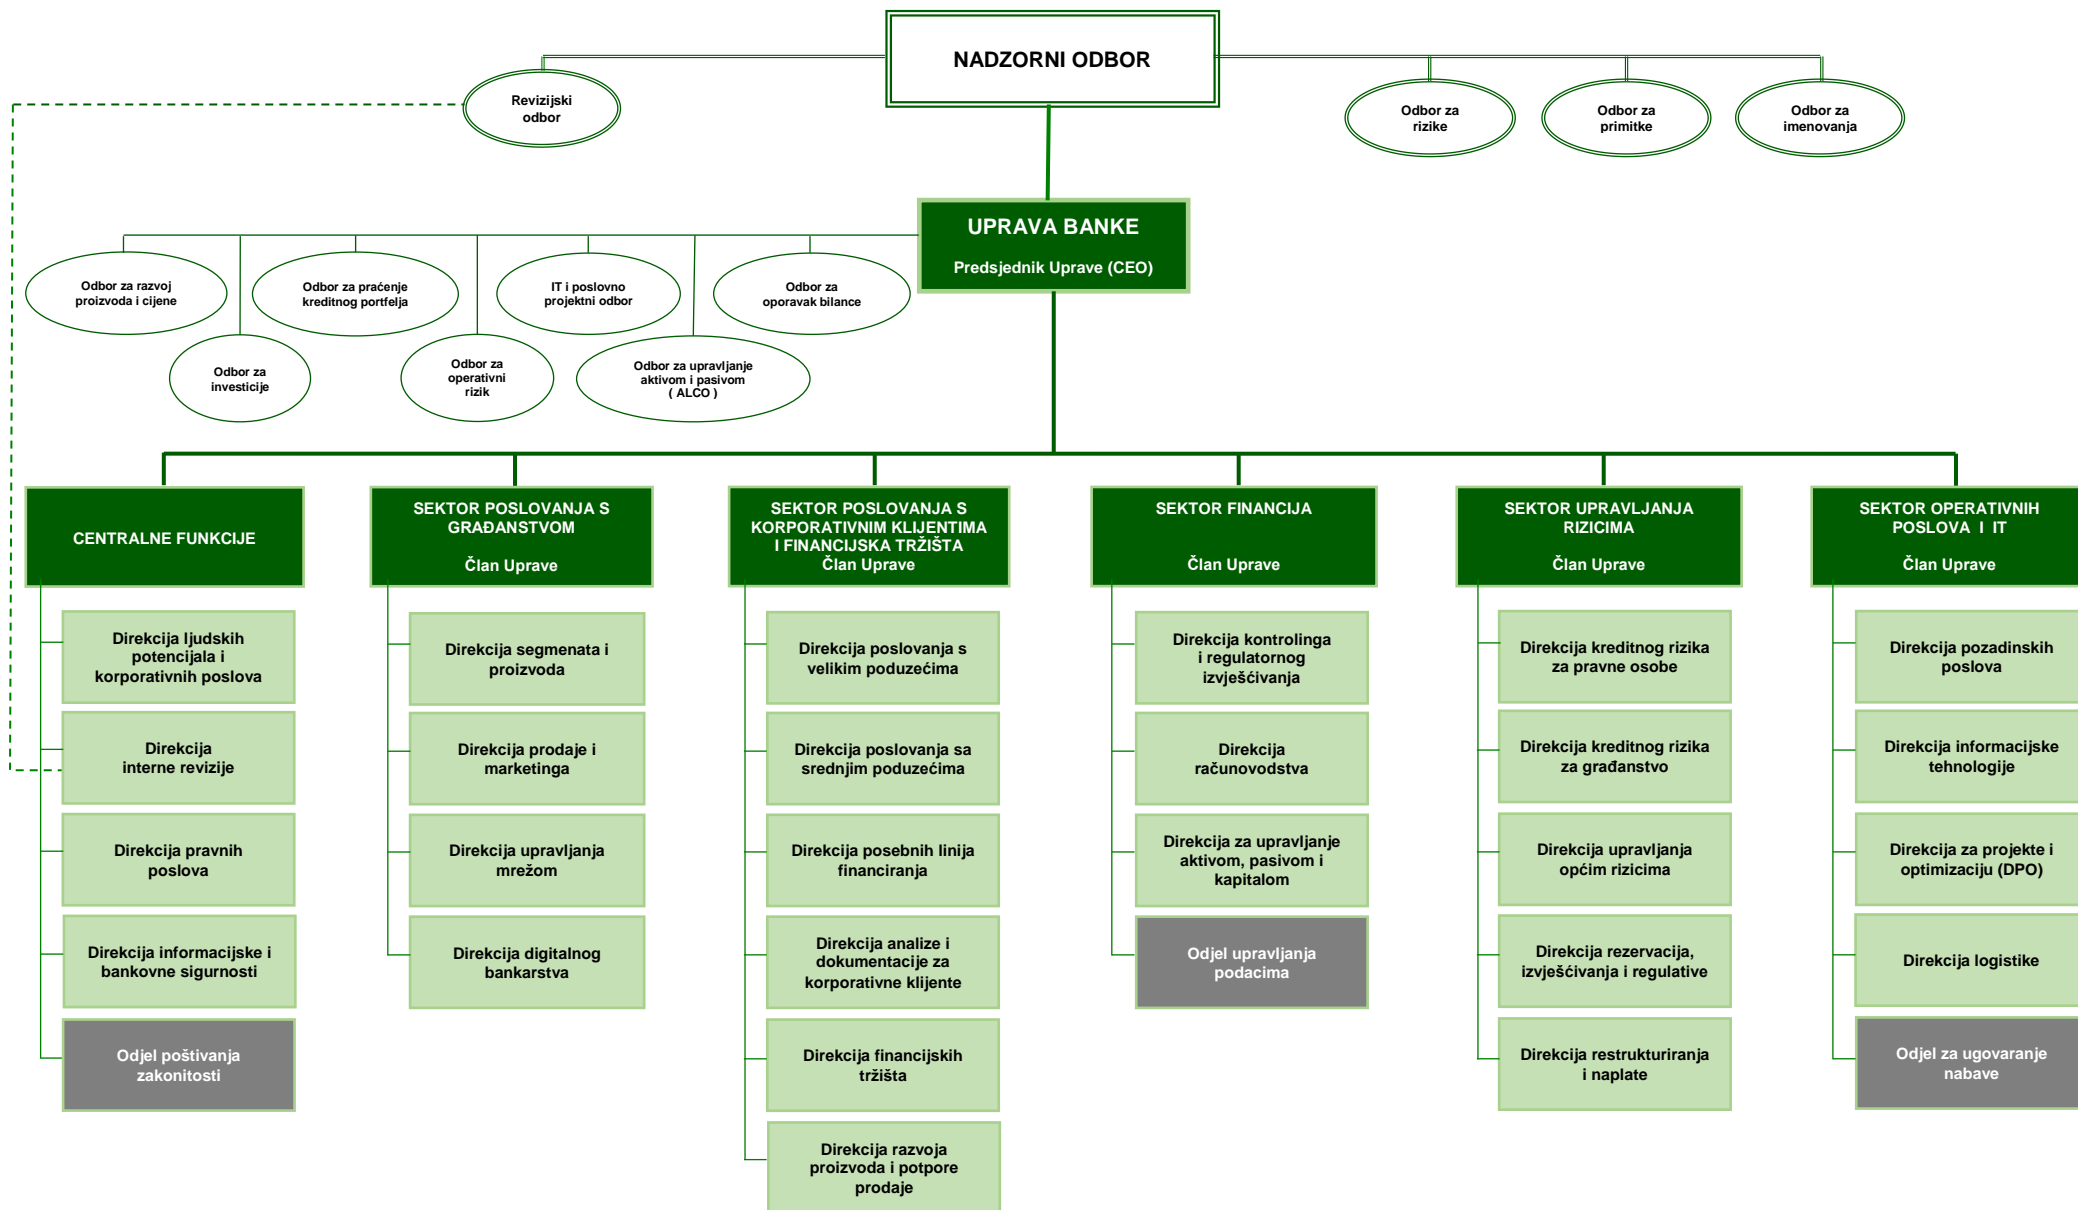 NADZORNI ODBOR
Revizijski
odbor
Odbor za
rizike
Odbor za
primitke
Odbor za
imenovanja
UPRAVA BANKE
Predsjednik Uprave (CEO)
Odbor za razvoj
proizvoda i cijene
Odbor za praćenje
kreditnog portfelja
IT i poslovno
projektni odbor
Odbor za
oporavak bilance
Odbor za
investicije
Odbor za
operativni
rizik
Odbor za upravljanje
aktivom i pasivom
( ALCO )
CENTRALNE FUNKCIJE
Direkcija ljudskih
potencijala i
korporativnih poslova
Direkcija
interne revizije
Direkcija pravnih
poslova
Direkcija informacijske i
bankovne sigurnosti
Odjel poštivanja
zakonitosti
SEKTOR POSLOVANJA S
GRAĐANSTVOM
Član Uprave
Direkcija segmenata i
proizvoda
Direkcija prodaje i
marketinga
Direkcija upravljanja
mrežom
Direkcija digitalnog
bankarstva
SEKTOR POSLOVANJA S
KORPORATIVNIM KLIJENTIMA
I FINANCIJSKA TRŽIŠTA
Član Uprave
Direkcija poslovanja s
velikim poduzećima
Direkcija poslovanja sa
srednjim poduzećima
Direkcija posebnih linija
financiranja
Direkcija analize i
dokumentacije za
korporativne klijente
Direkcija financijskih
tržišta
Direkcija razvoja
proizvoda i potpore
prodaje
SEKTOR FINANCIJA
Član Uprave
Direkcija kontrolinga
i regulatornog
izvješćivanja
Direkcija
računovodstva
Direkcija za upravljanje
aktivom, pasivom i
kapitalom
Odjel upravljanja
podacima
SEKTOR UPRAVLJANJA
RIZICIMA
Član Uprave
Direkcija kreditnog rizika
za pravne osobe
Direkcija kreditnog rizika
za građanstvo
Direkcija upravljanja
općim rizicima
Direkcija rezervacija,
izvješćivanja i regulative
Direkcija restrukturiranja
i naplate
SEKTOR OPERATIVNIH
POSLOVA I IT
Član Uprave
Direkcija pozadinskih
poslova
Direkcija informacijske
tehnologije
Direkcija za projekte i
optimizaciju (DPO)
Direkcija logistike
Odjel za ugovaranje
nabave